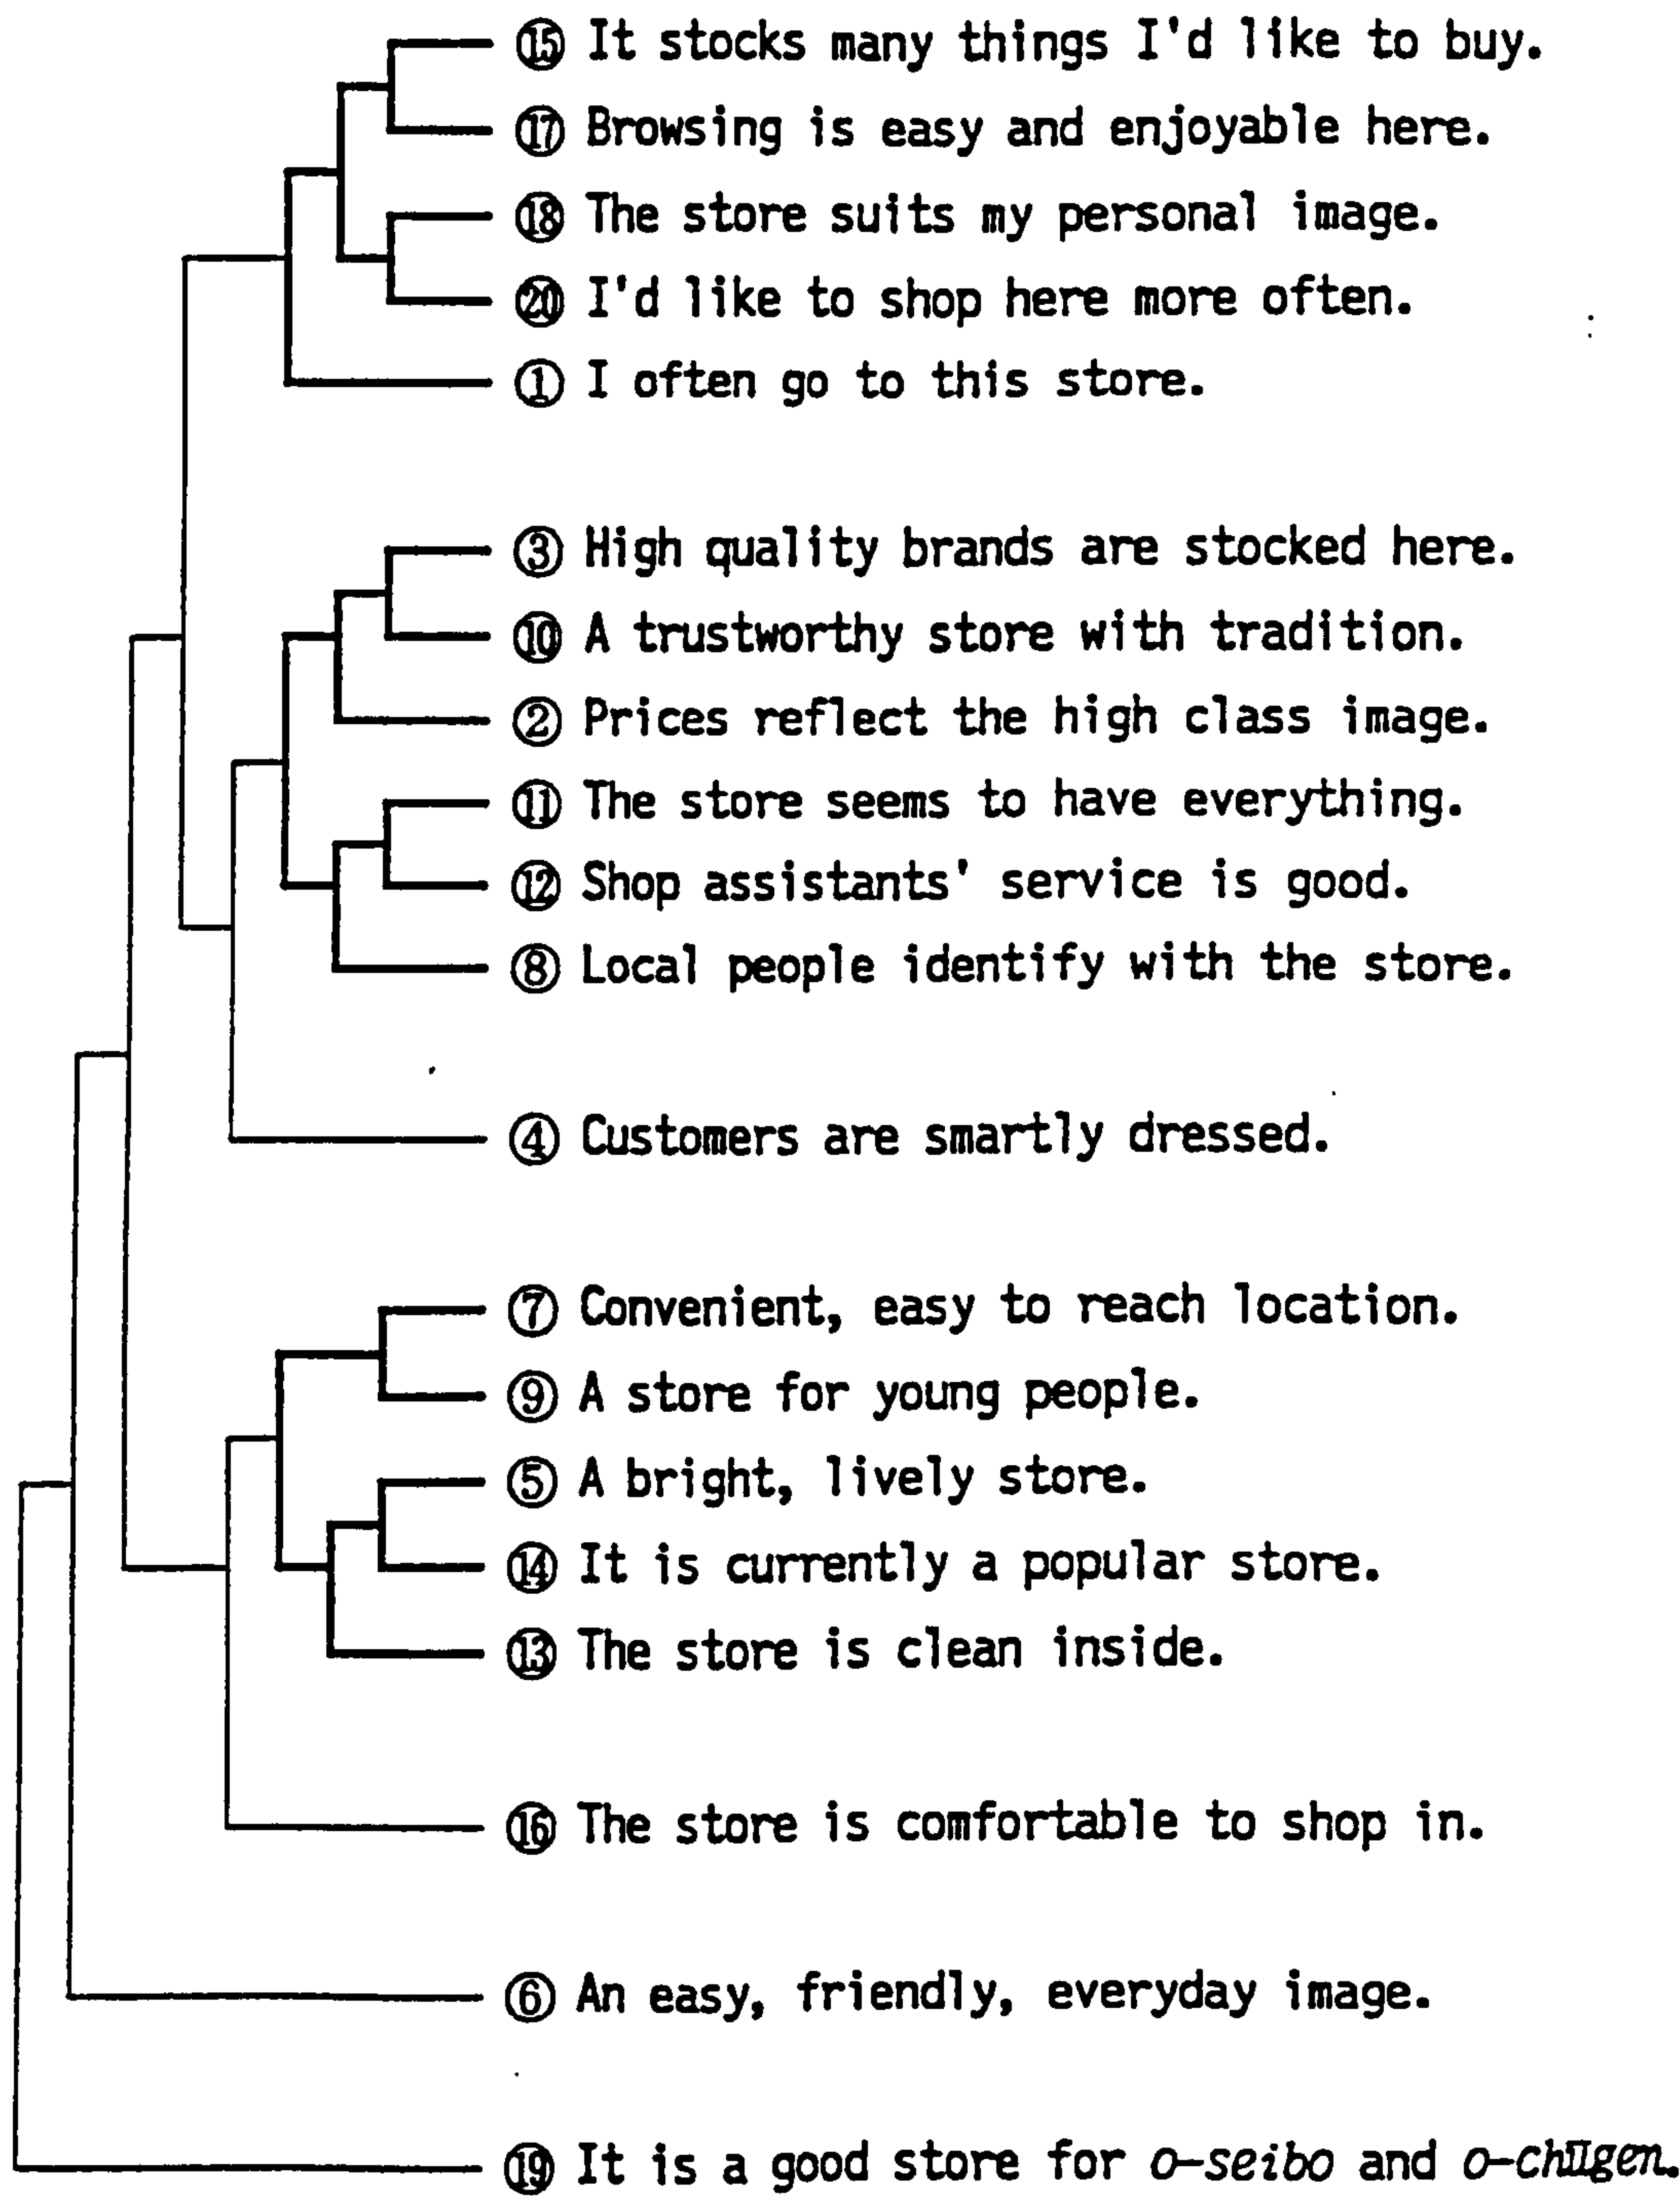 ⑮ It stocks many things I'd like to buy.
⑰ Browsing is easy and enjoyable here.
⑱ The store suits my personal image.
⑳ I'd like to shop here more often.
① I often go to this store.
③ High quality brands are stocked here.
⑩ A trustworthy store with tradition.
② Prices reflect the high class image.
⑪ The store seems to have everything.
⑫ Shop assistants' service is good.
⑧ Local people identify with the store.
④ Customers are smartly dressed.
⑦ Convenient, easy to reach location.
⑨ A store for young people.
⑤ A bright, lively store.
⑭ It is currently a popular store.
⑬ The store is clean inside.
⑯ The store is comfortable to shop in.
⑥ An easy, friendly, everyday image.
⑲ It is a good store for o-seibo and o-chūgen.